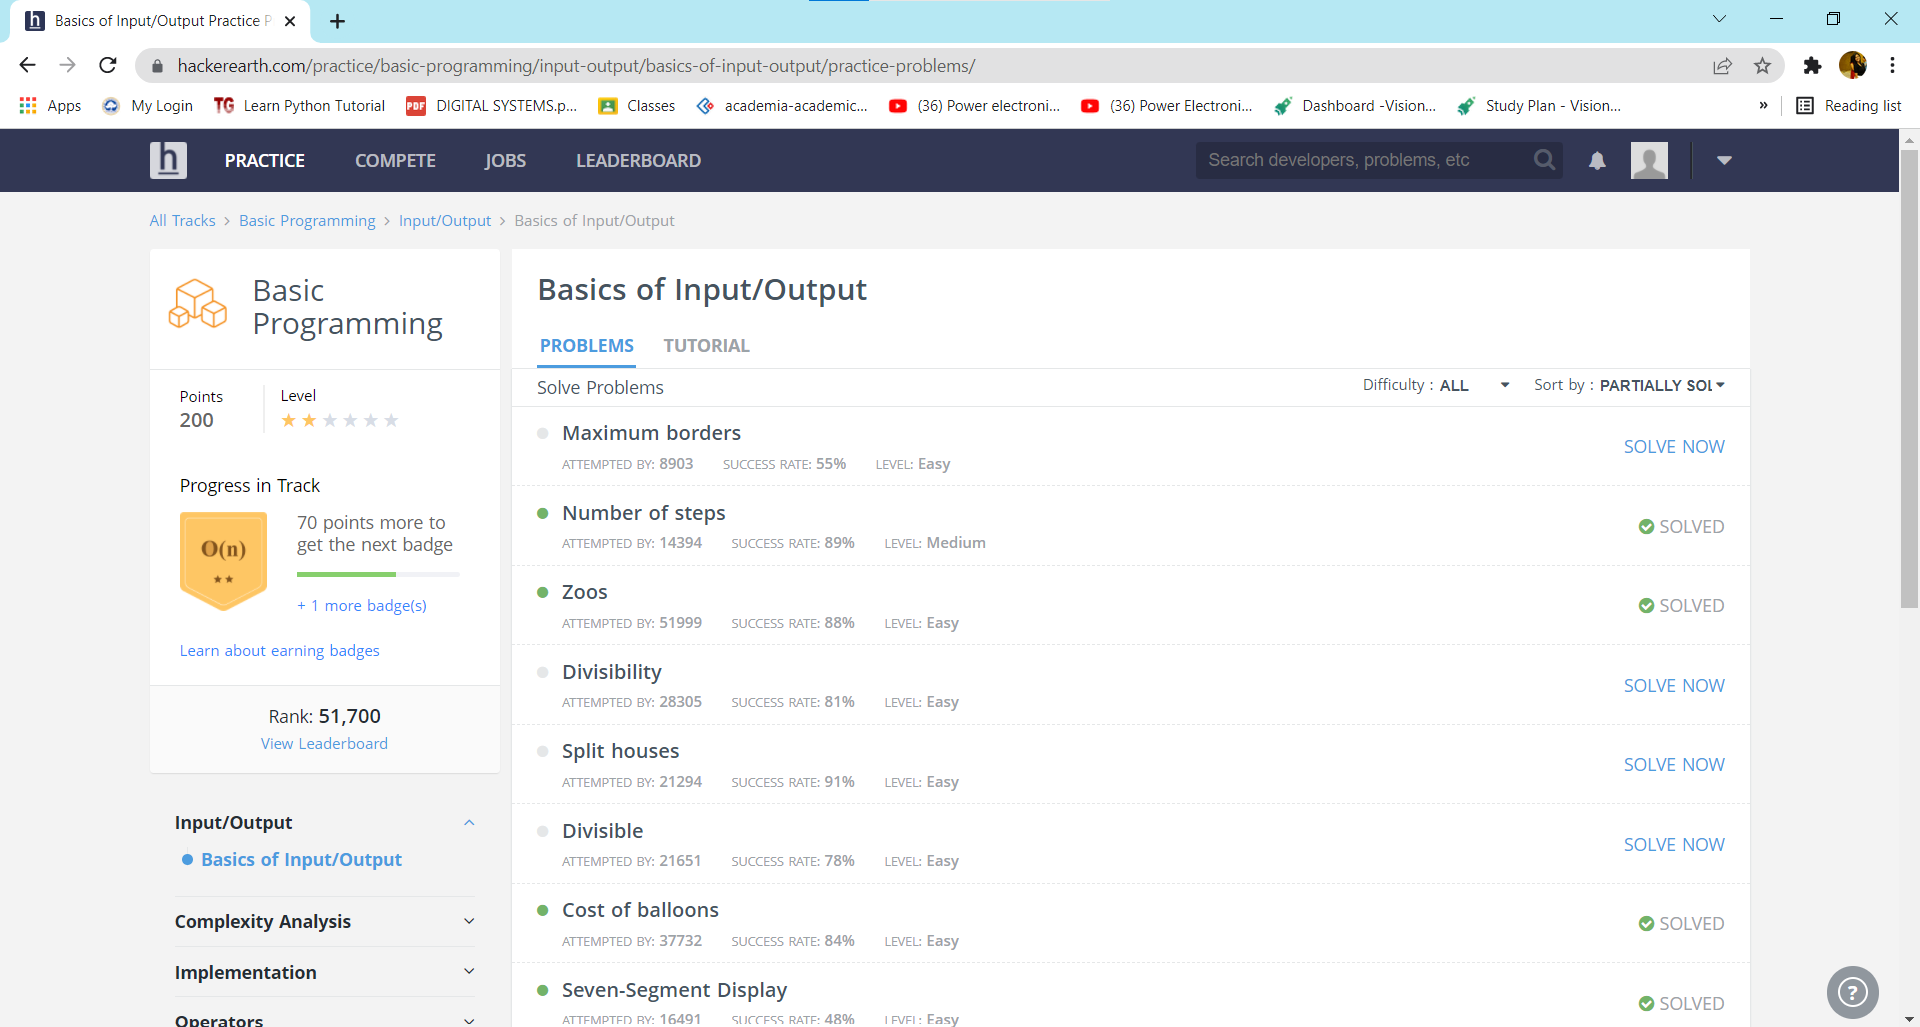 Basics of Input/Output Practice P
hackerearth.com/practice/basic-programming/input-output/basics-of-input-output/practice-problems/
Apps My Login TG Learn Python Tutorial PDF DIGITAL SYSTEMS.p... Classes academia-academic... (36) Power electroni... (36) Power Electroni... Dashboard -Vision... Study Plan - Vision... » Reading list
h PRACTICE COMPETE JOBS LEADERBOARD Search developers, problems, etc
All Tracks > Basic Programming > Input/Output > Basics of Input/Output
Basic
Programming
Points
200
Level
Progress in Track
O(n)
70 points more to
get the next badge
+ 1 more badge(s)
Learn about earning badges
Rank: 51,700
View Leaderboard
Input/Output
Basics of Input/Output
Complexity Analysis
Implementation
Operators
Basics of Input/Output
PROBLEMS TUTORIAL
Solve Problems Difficulty : ALL Sort by : PARTIALLY SOL
Maximum borders
ATTEMPTED BY: 8903 SUCCESS RATE: 55% LEVEL: Easy
SOLVE NOW
Number of steps
ATTEMPTED BY: 14394 SUCCESS RATE: 89% LEVEL: Medium
SOLVED
Zoos
ATTEMPTED BY: 51999 SUCCESS RATE: 88% LEVEL: Easy
SOLVED
Divisibility
ATTEMPTED BY: 28305 SUCCESS RATE: 81% LEVEL: Easy
SOLVE NOW
Split houses
ATTEMPTED BY: 21294 SUCCESS RATE: 91% LEVEL: Easy
SOLVE NOW
Divisible
ATTEMPTED BY: 21651 SUCCESS RATE: 78% LEVEL: Easy
SOLVE NOW
Cost of balloons
ATTEMPTED BY: 37732 SUCCESS RATE: 84% LEVEL: Easy
SOLVED
Seven-Segment Display
ATTEMPTED BY: 16491 SUCCESS RATE: 48% LEVEL: Easy
SOLVED
?